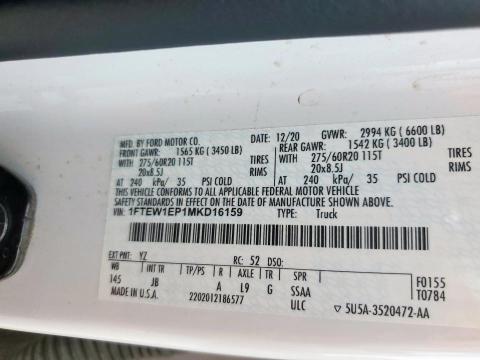 MFD. BY FORD MOTOR CO. 12/20 GVWR: 2994 KG ( 6600 LB)
FRONT GAWR: 1565 KG ( 3450 LB) REAR GAWR: 1542 KG ( 3400 LB)
WITH 275/60R20 115T TIRES WITH 275/60R20 115T TIRES
20x8.5J RIMS 20x8.5J RIMS
AT 240 kPa/ 35 PSI COLD AT 240 kPa/ 35 PSI COLD
THIS VEHICLE CONFORMS TO ALL APPLICABLE FEDERAL MOTOR VEHICLE
SAFETY STANDARDS IN EFFECT ON THE DATE OF MANUFACTURE SHOWN ABOVE.
VIN: 1FTEW1EP1MKD16159 TYPE: Truck
EXT PNT: YZ RC: 52 DSO:
WB INT TR TP/PS R AXLE TR SPR F0155
145 JB A L9 G SSAA T0784
MADE IN U.S.A. 2202012186577 ULC 5U5A-3520472-AA